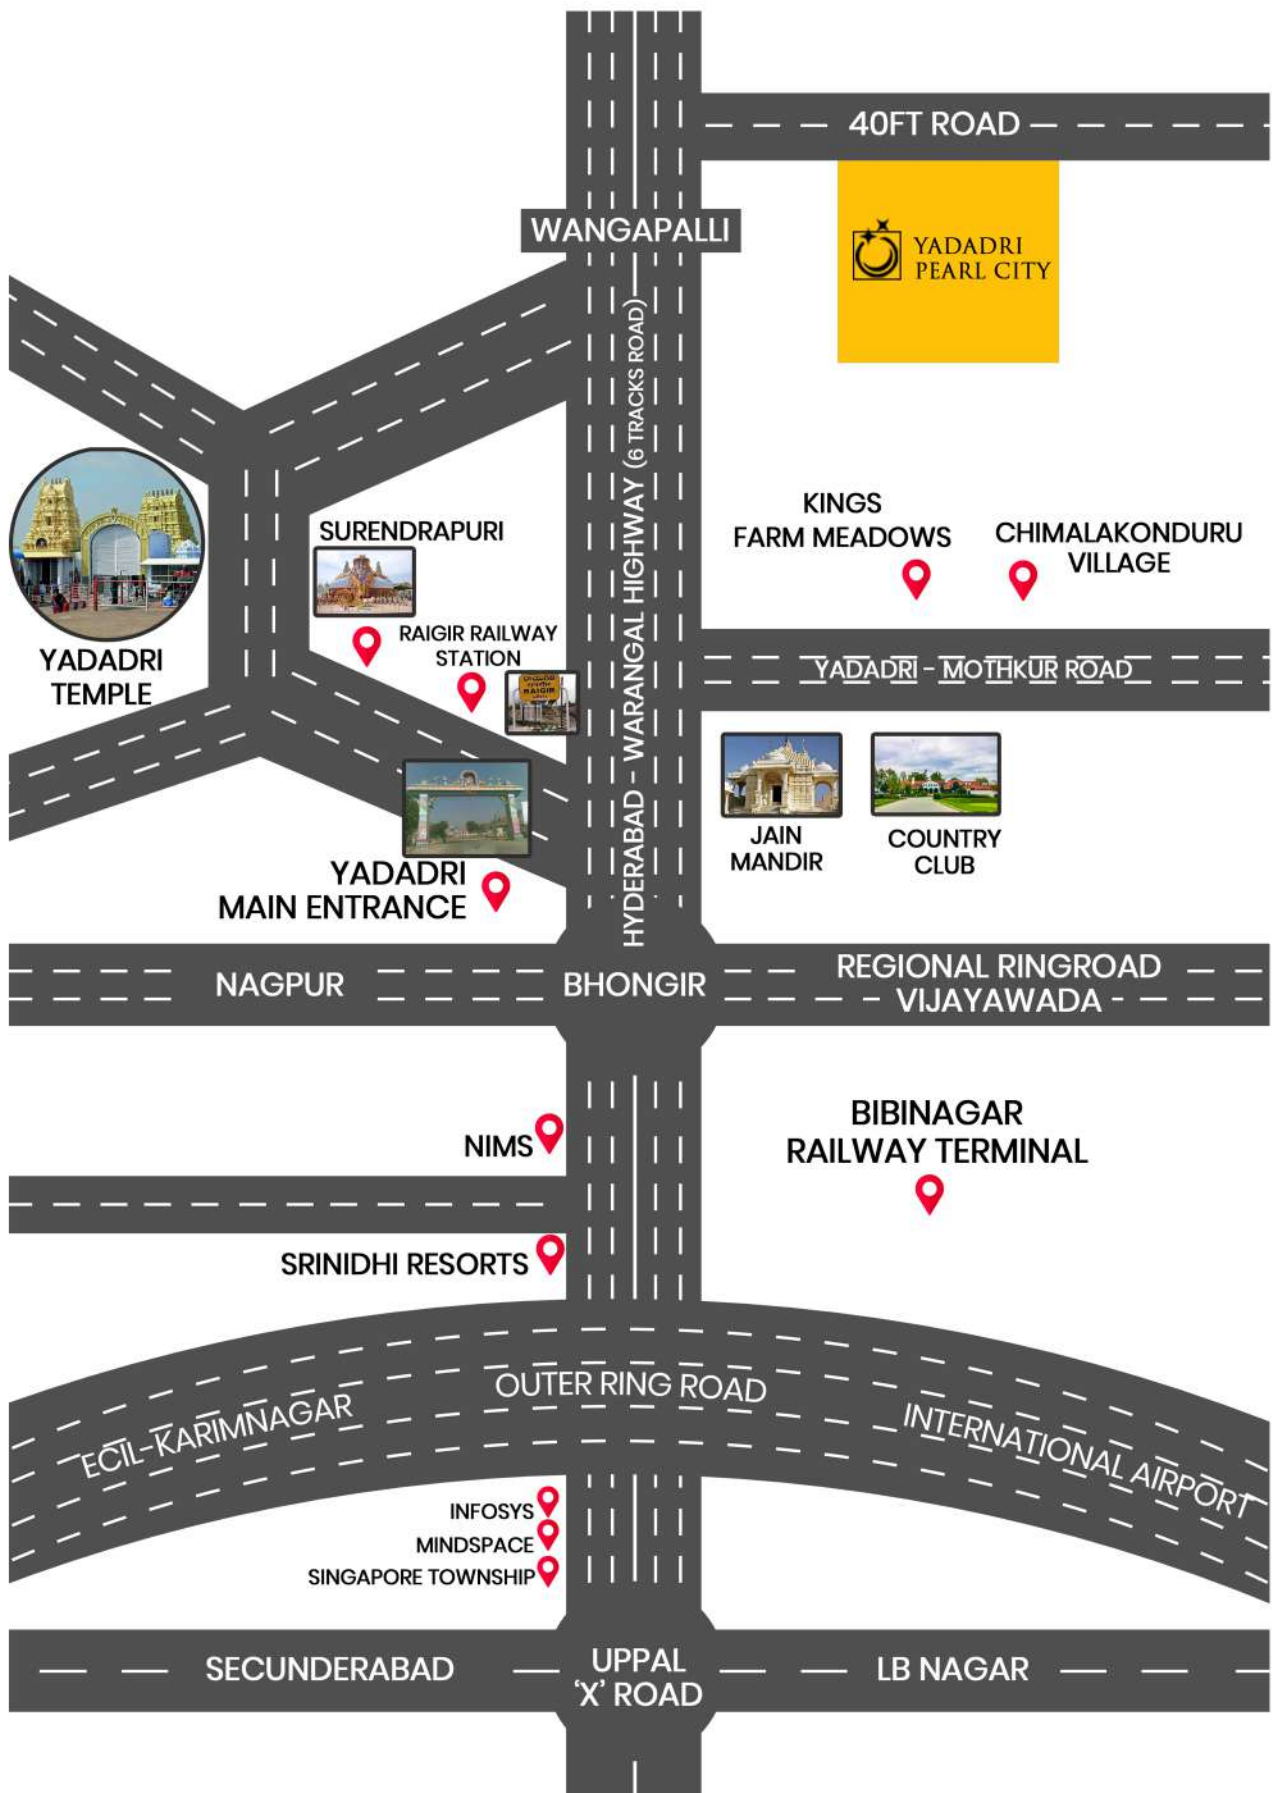 40FT ROAD
WANGAPALLI
YADADRI
PEARL CITY
HYDERABAD - WARANGAL HIGHWAY (6 TRACKS ROAD)
KINGS
FARM MEADOWS
CHIMALAKONDURU
VILLAGE
SURENDRAPURI
RAIGIR RAILWAY
STATION
RAIGIR
YADADRI
TEMPLE
YADADRI - MOTHKUR ROAD
JAIN
MANDIR
COUNTRY
CLUB
YADADRI
MAIN ENTRANCE
NAGPUR
BHONGIR
REGIONAL RINGROAD
VIJAYAWADA
NIMS
BIBINAGAR
RAILWAY TERMINAL
SRINIDHI RESORTS
OUTER RING ROAD
ECIL-KARIMNAGAR
INTERNATIONAL AIRPORT
INFOSYS
MINDSPACE
SINGAPORE TOWNSHIP
SECUNDERABAD
UPPAL
'X' ROAD
LB NAGAR